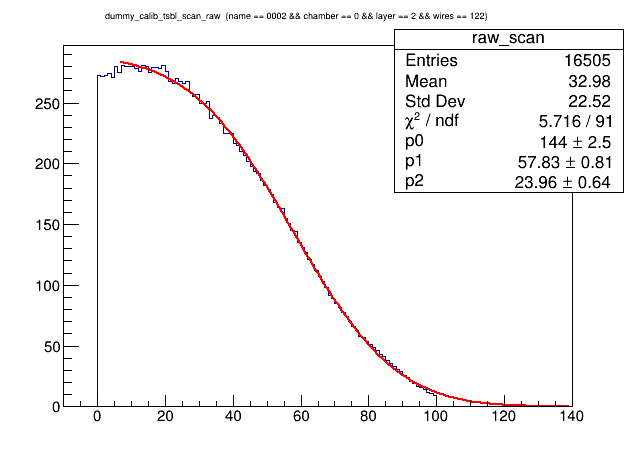 dummy_calib_tsbl_scan_raw (name == 0002 && chamber == 0 && layer == 2 && wires == 122)
raw_scan
Entries 16505
Mean 32.98
Std Dev 22.52
χ² / ndf 5.716 / 91
p0 144 ± 2.5
p1 57.83 ± 0.81
p2 23.96 ± 0.64
250
200
150
100
50
0
0 20 40 60 80 100 120 140